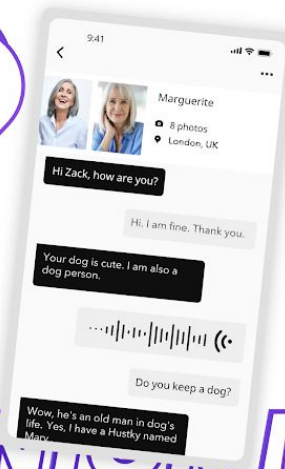 9:41
Marguerite
8 photos
London, UK
Hi Zack, how are you?
Hi. I am fine. Thank you.
Your dog is cute. I am also a
dog person.
Do you keep a dog?
Wow, he's an old man in dog's
life. Yes, I have a Hustky named
Mary